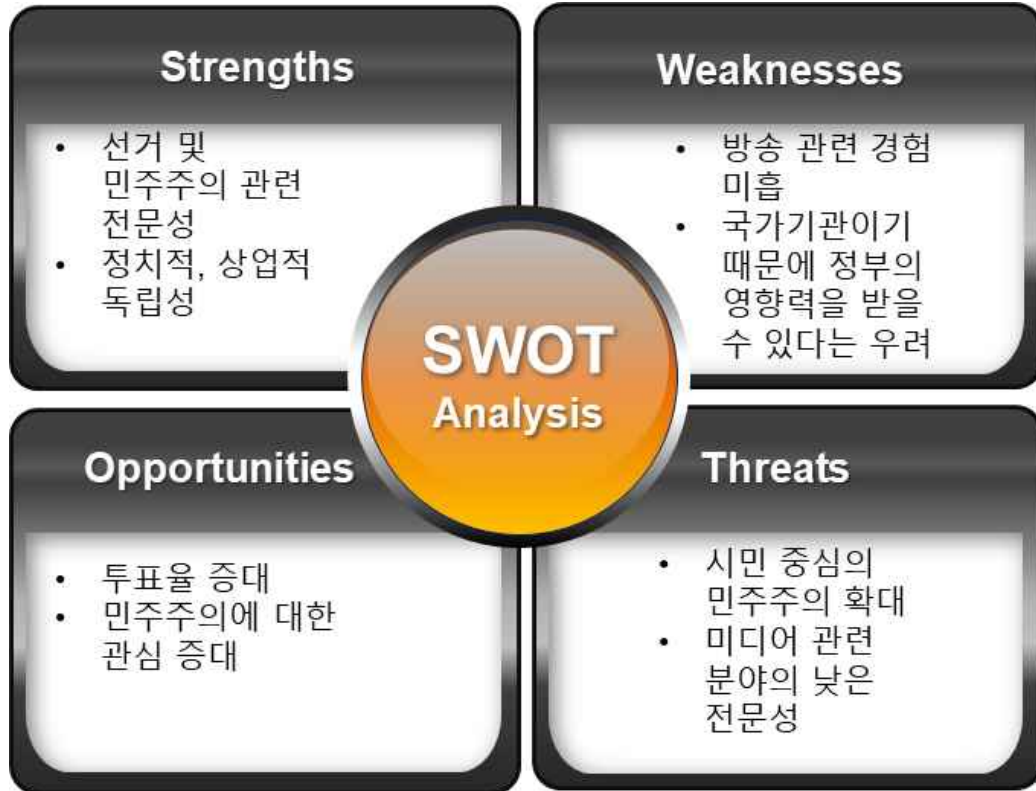 Strengths
• 선거 및
민주주의 관련
전문성
• 정치적, 상업적
독립성
Weaknesses
• 방송 관련 경험
미흡
• 국가기관이기
때문에 정부의
영향력을 받을
수 있다는 우려
SWOT
Analysis
Opportunities
• 투표율 증대
• 민주주의에 대한
관심 증대
Threats
• 시민 중심의
민주주의 확대
• 미디어 관련
분야의 낮은
전문성